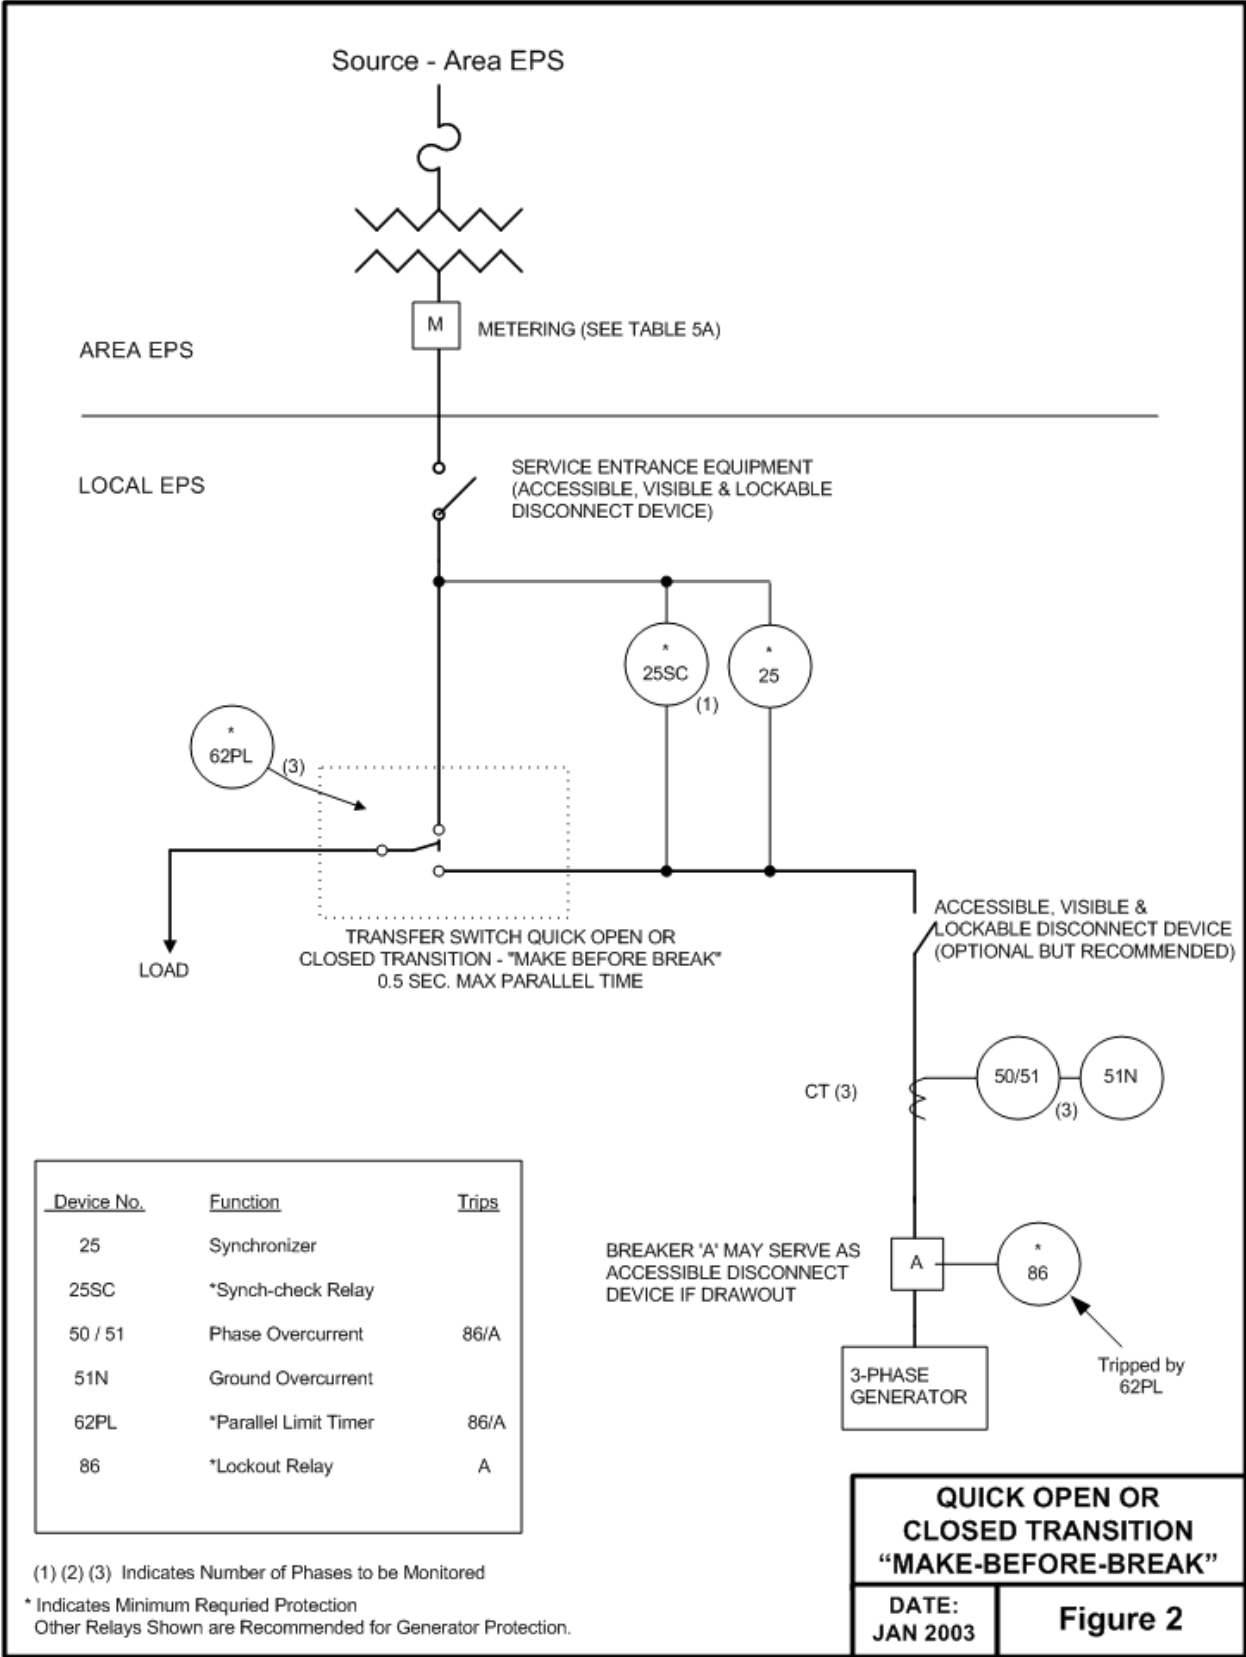 Source - Area EPS
M
METERING (SEE TABLE 5A)
AREA EPS
LOCAL EPS
SERVICE ENTRANCE EQUIPMENT
(ACCESSIBLE, VISIBLE & LOCKABLE
DISCONNECT DEVICE)
*
25SC
(1)
*
25
*
62PL
(3)
LOAD
TRANSFER SWITCH QUICK OPEN OR
CLOSED TRANSITION - "MAKE BEFORE BREAK"
0.5 SEC. MAX PARALLEL TIME
ACCESSIBLE, VISIBLE &
LOCKABLE DISCONNECT DEVICE
(OPTIONAL BUT RECOMMENDED)
CT (3)
50/51
(3)
51N
BREAKER 'A' MAY SERVE AS
ACCESSIBLE DISCONNECT
DEVICE IF DRAWOUT
A
*
86
Tripped by
62PL
3-PHASE
GENERATOR
Device No. Function Trips
25 Synchronizer
25SC *Synch-check Relay
50 / 51 Phase Overcurrent 86/A
51N Ground Overcurrent
62PL *Parallel Limit Timer 86/A
86 *Lockout Relay A
(1) (2) (3) Indicates Number of Phases to be Monitored
* Indicates Minimum Requried Protection
Other Relays Shown are Recommended for Generator Protection.
QUICK OPEN OR
CLOSED TRANSITION
“MAKE-BEFORE-BREAK”
DATE:
JAN 2003
Figure 2